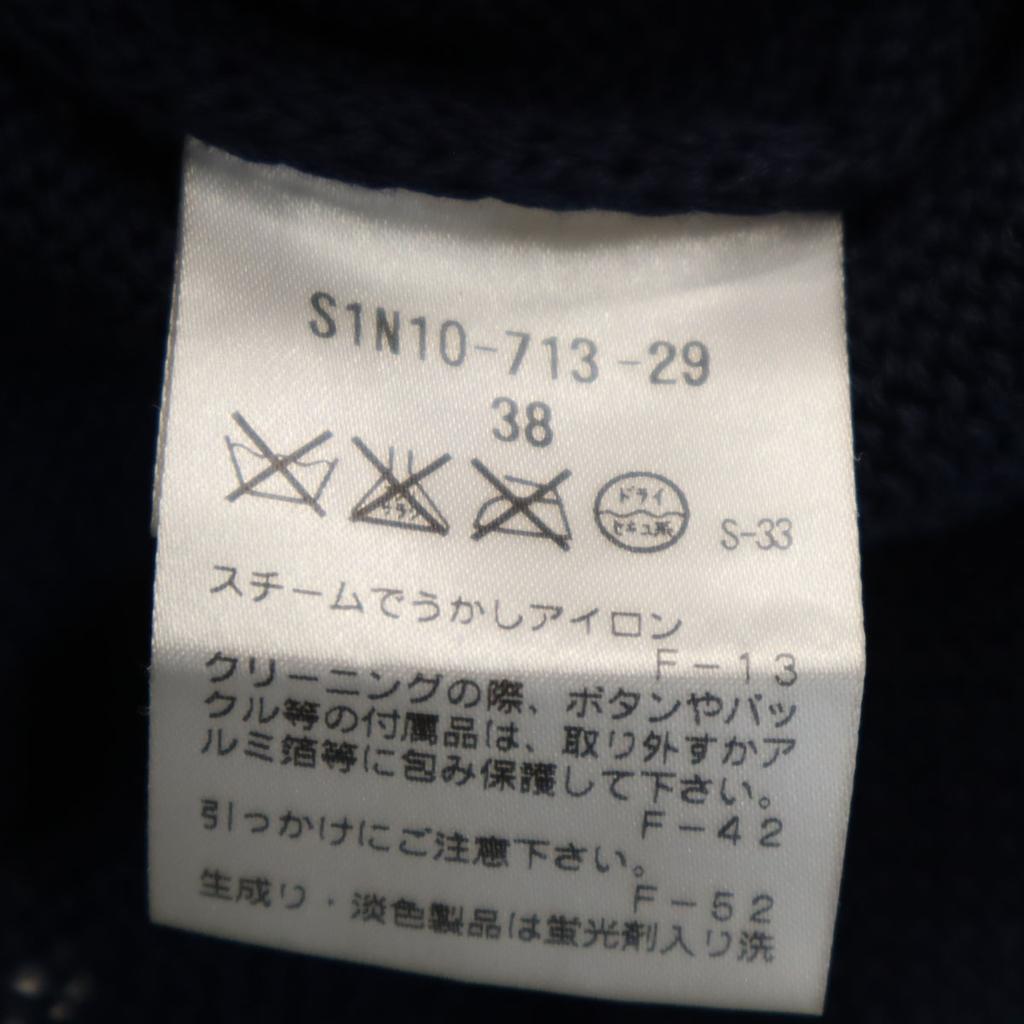 S1N10-713-29
38
ドライ
セキユ系
S-33
スチームでうかしアイロン
F-13
クリーニングの際、ボタンやバッ
クル等の付属品は、取り外すかア
ルミ箔等に包み保護して下さい。
F-42
引っかけにご注意下さい。
F-52
生成り・淡色製品は蛍光剤入り洗